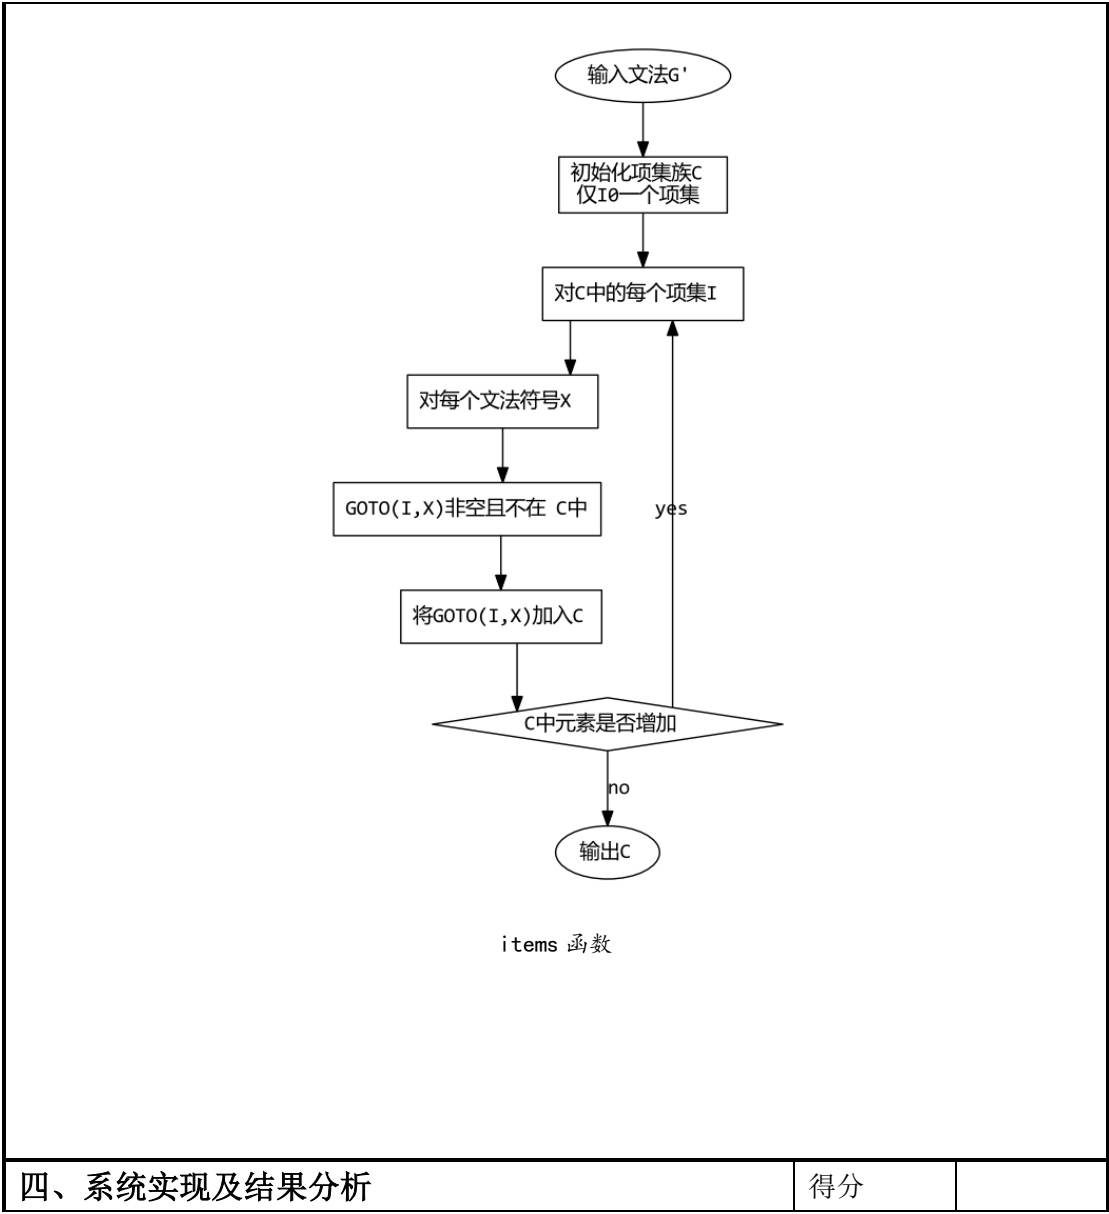 输入文法G'
初始化项集族C
仅I0一个项集
对C中的每个项集I
对每个文法符号X
GOTO(I,X)非空且不在 C中
yes
将GOTO(I,X)加入C
C中元素是否增加
no
输出C
items 函数
四、系统实现及结果分析
得分